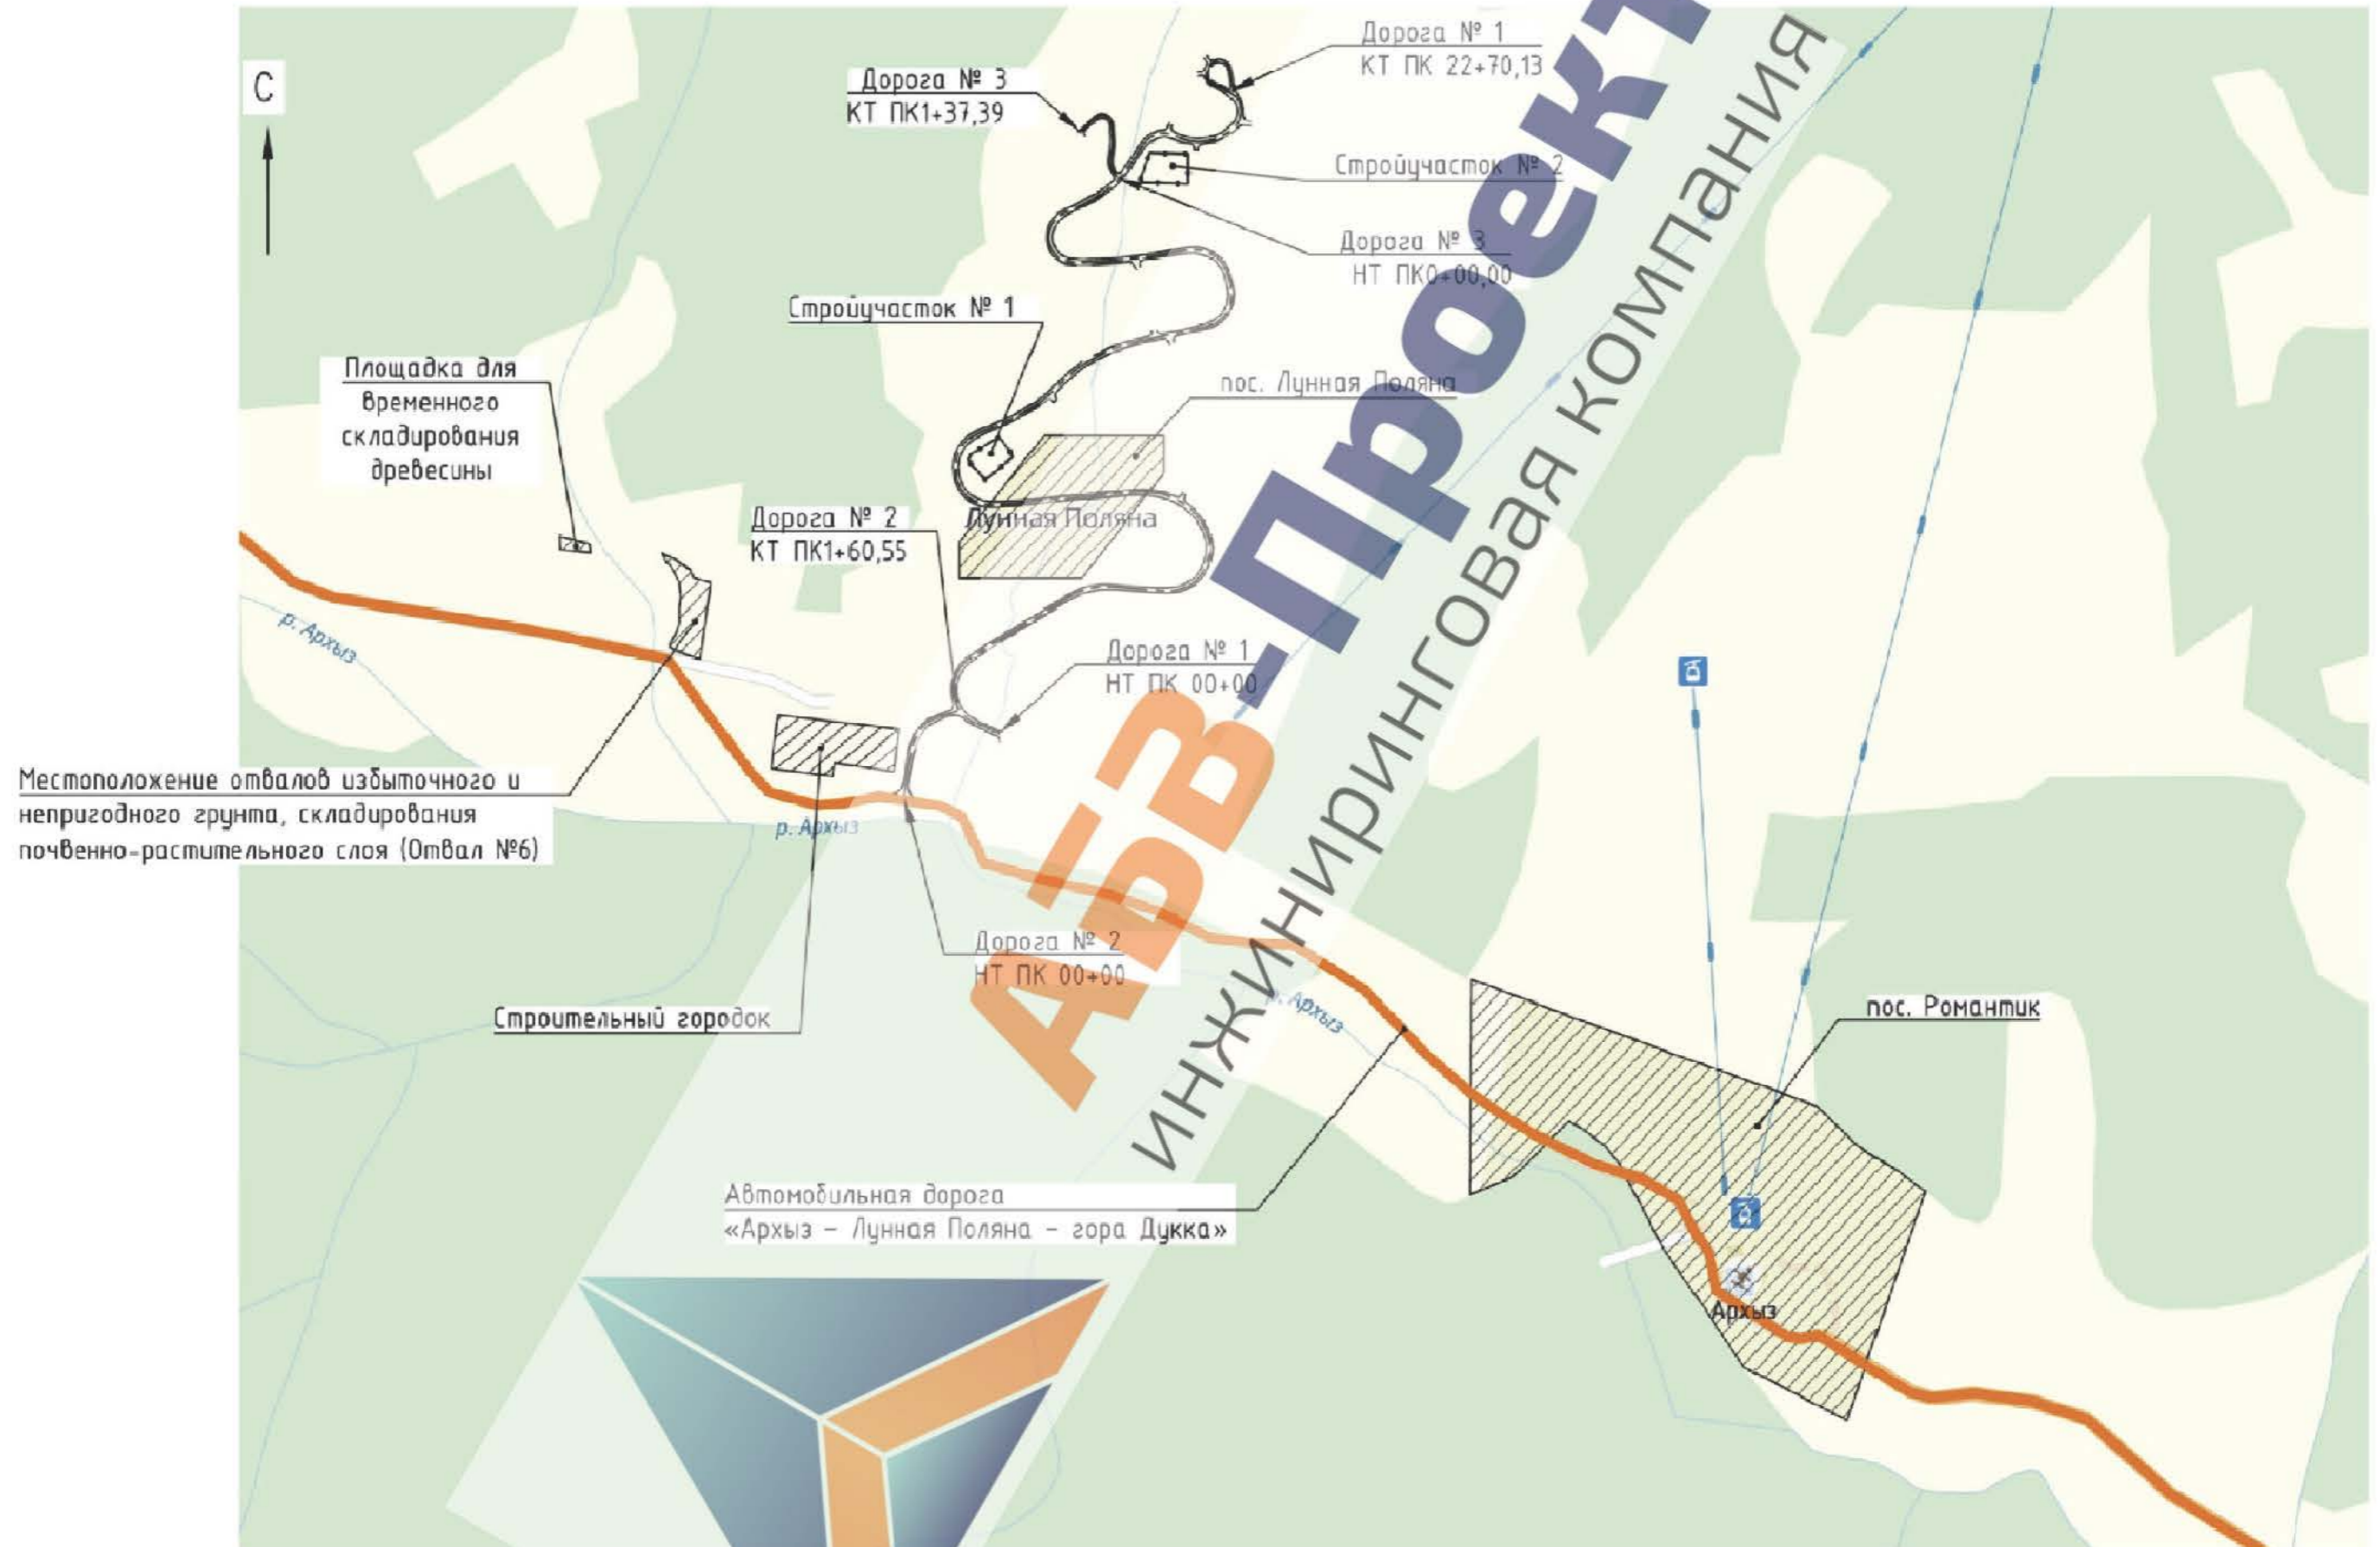 С
Дорога № 3
КТ ПК1+37,39
Дорога № 1
КТ ПК 22+70,13
Стройучасток № 2
Дорога № 3
НТ ПК0+00,00
Стройучасток № 1
Площадка для
временного
складирования
древесины
пос. Лунная Поляна
Дорога № 2
КТ ПК1+60,55
Лунная Поляна
р. Архыз
Дорога № 1
НТ ПК 00+00
Местоположение отвалов избыточного и
непригодного грунта, складирования
почвенно-растительного слоя (Отвал №6)
р. Архыз
Дорога № 2
НТ ПК 00+00
Строительный городок
р. Архыз
пос. Романтик
Автомобильная дорога
«Архыз – Лунная Поляна – гора Дукка»
Архыз
АБВ-Проект
ИНЖИНИРИНГОВАЯ КОМПАНИЯ